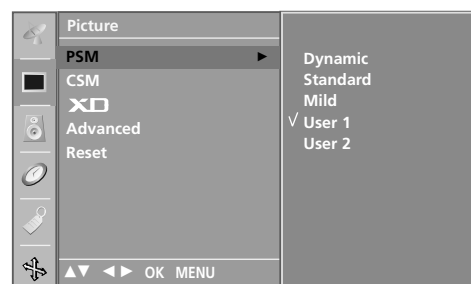 Picture
PSM ►
CSM
XD
Advanced
Reset
▲▼ ◄► OK MENU
Dynamic
Standard
Mild
√ User 1
User 2